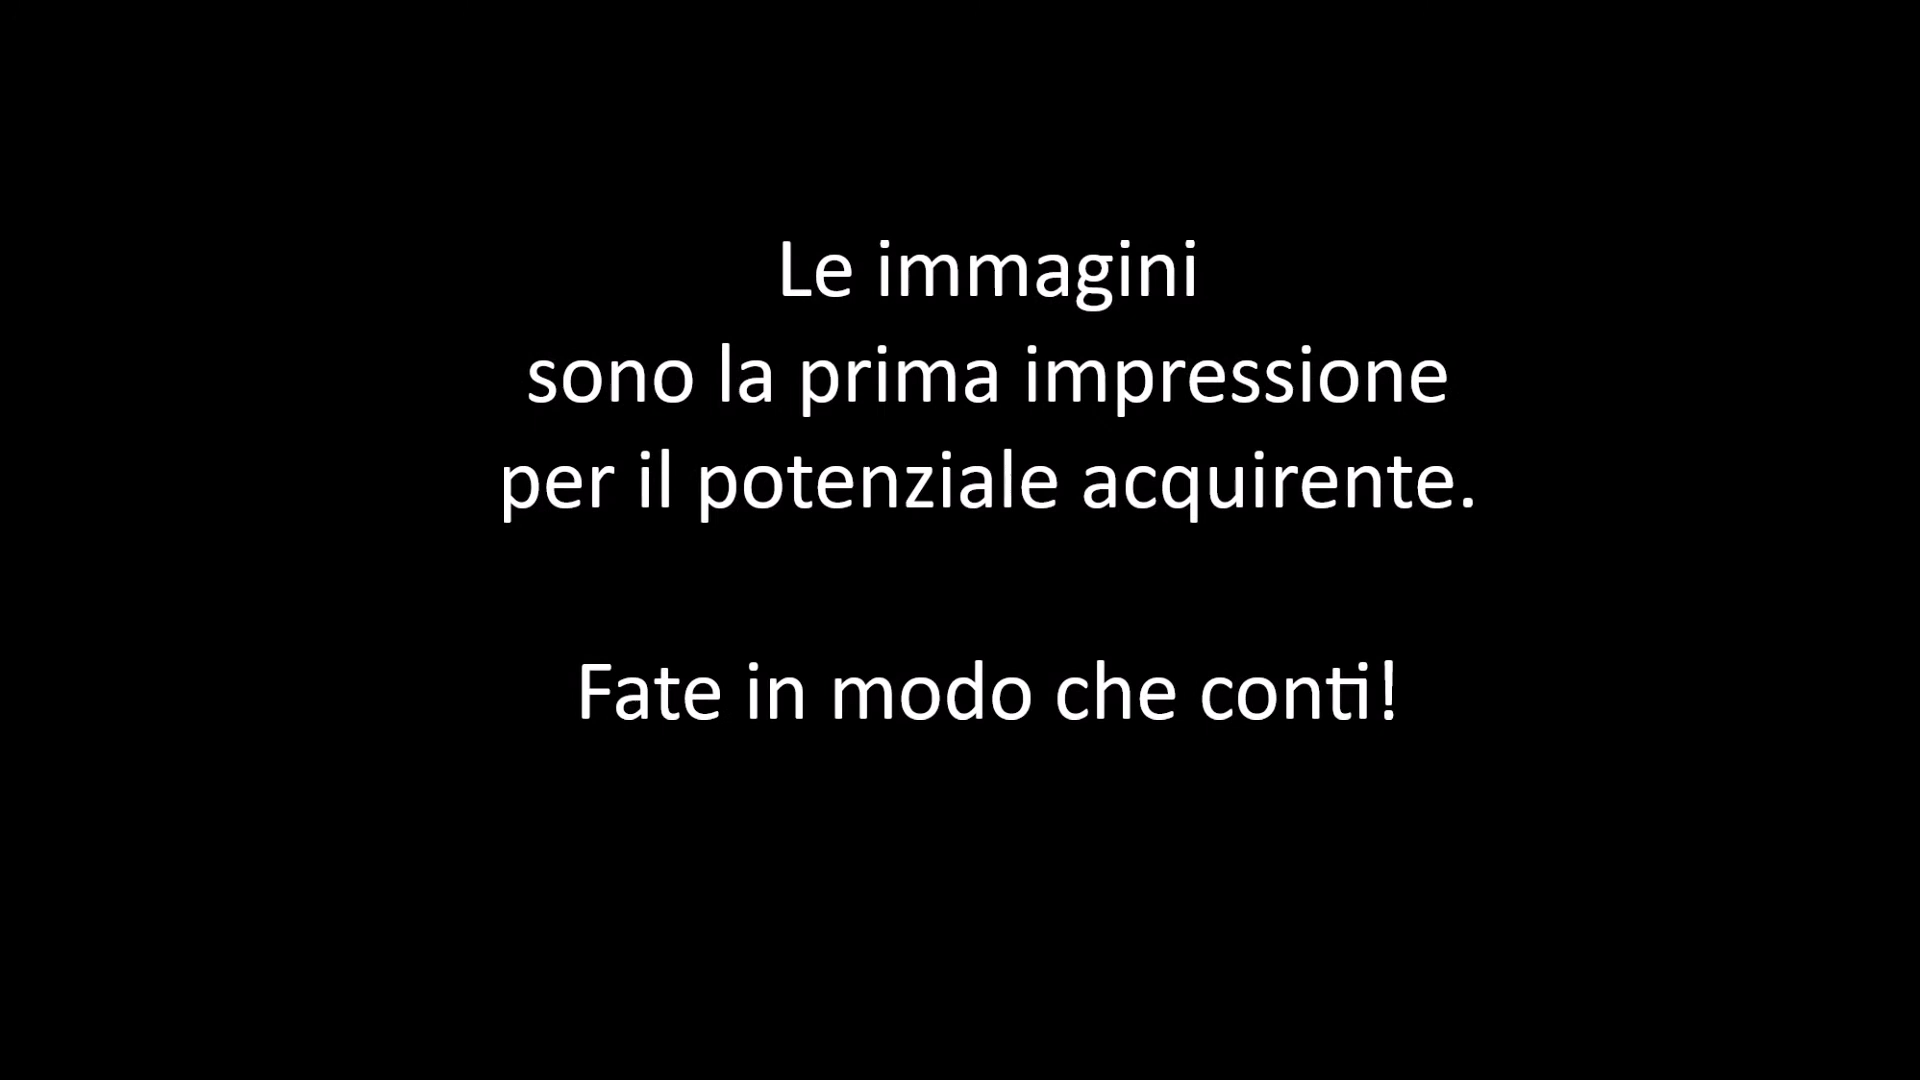 Le immagini
sono la prima impressione
per il potenziale acquirente.
Fate in modo che conti!